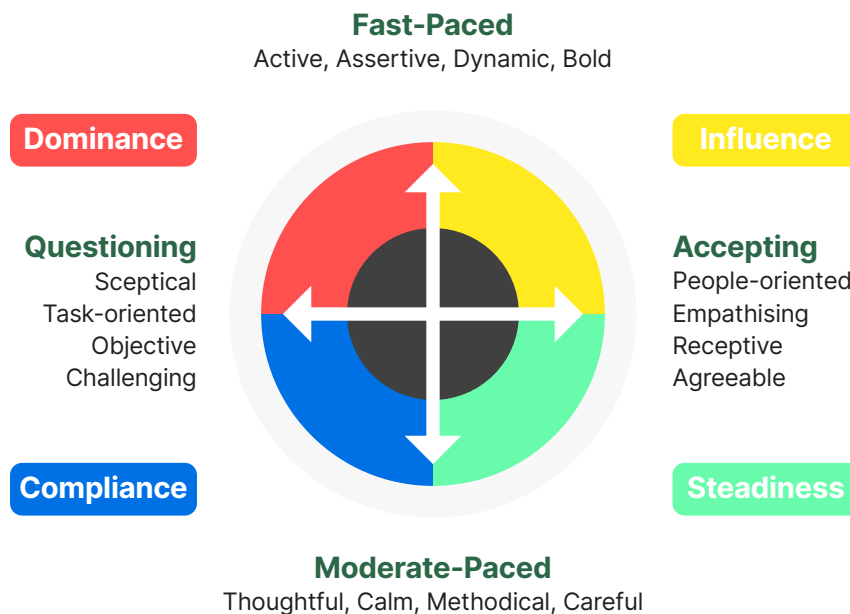 Fast-Paced
Active, Assertive, Dynamic, Bold
Dominance
Influence
Questioning
Sceptical
Task-oriented
Objective
Challenging
Accepting
People-oriented
Empathising
Receptive
Agreeable
Compliance
Steadiness
Moderate-Paced
Thoughtful, Calm, Methodical, Careful